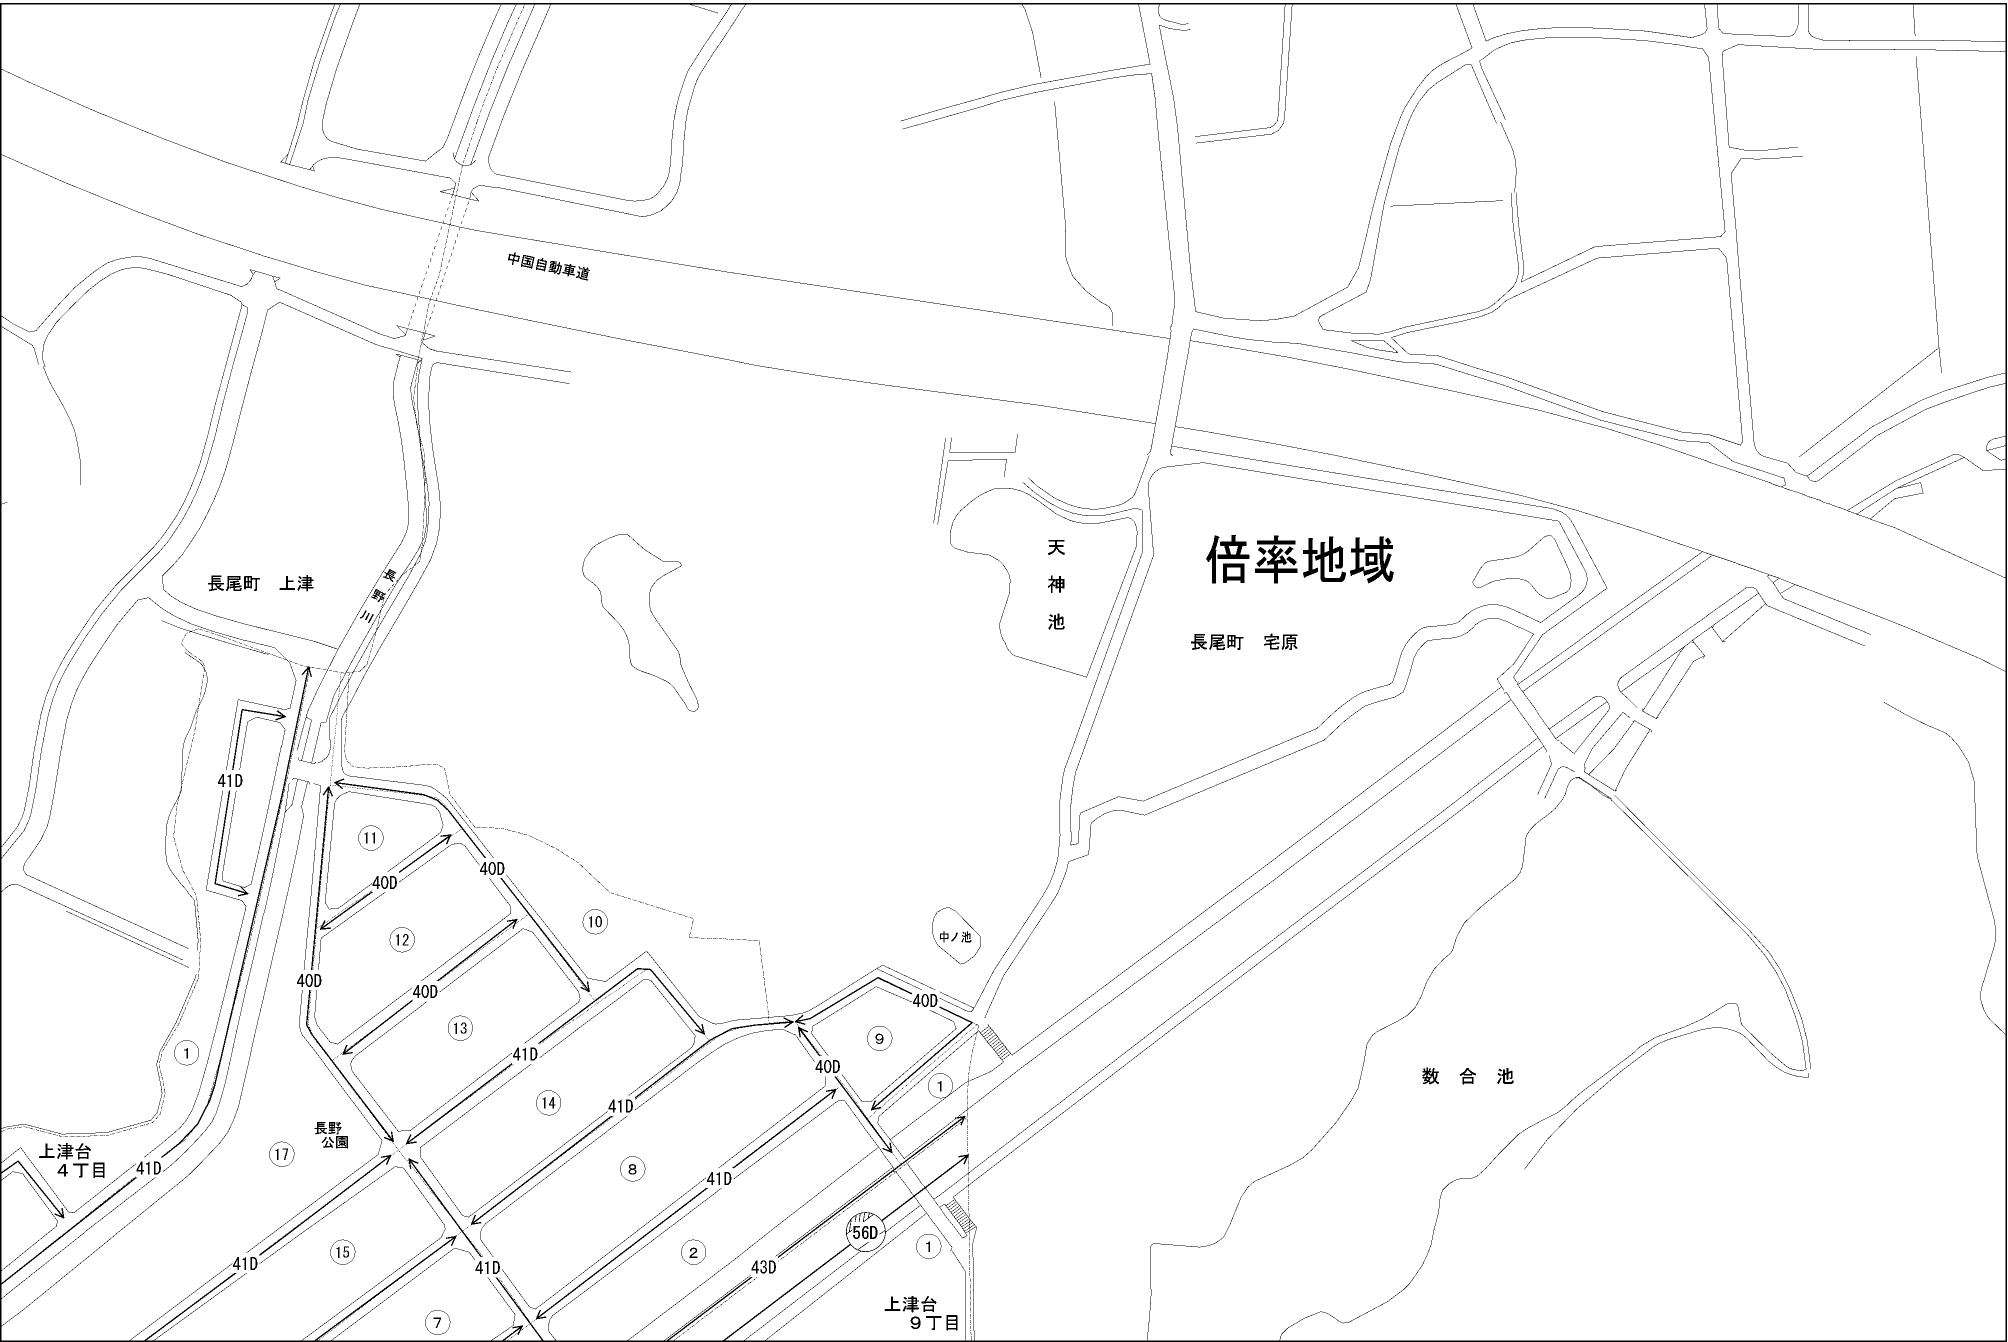 中国自動車道
倍率地域
天神池
長尾町　上津
長野川
長尾町　宅原
41D
11
40D
40D
10
12
中ノ池
40D
40D
40D
13
9
41D
1
40D
1
数合池
14
41D
長野
公園
上津台
4丁目
41D
17
8
41D
56D
15
41D
41D
2
43D
1
上津台
9丁目
7